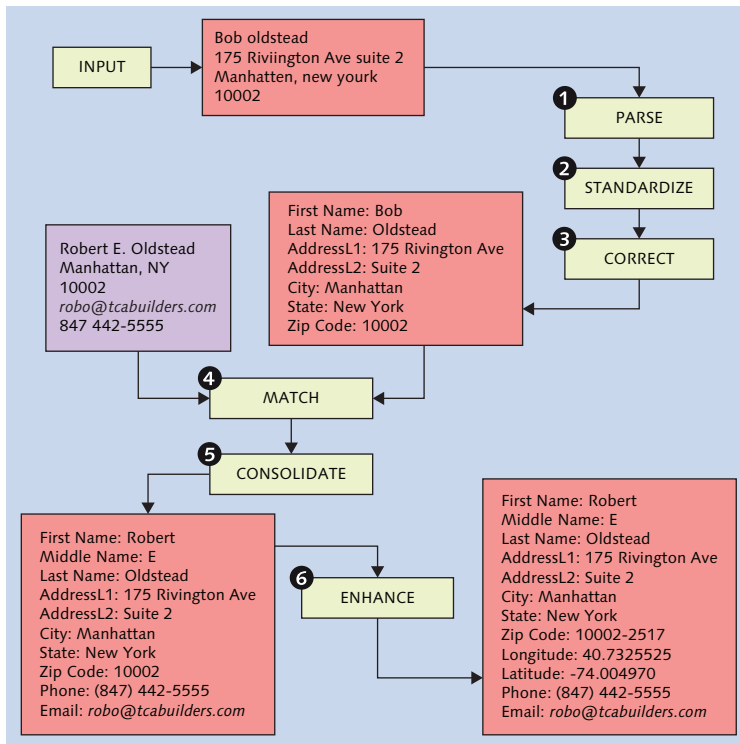 INPUT
Bob oldstead
175 Riviington Ave suite 2
Manhatten, new yourk
10002
1
PARSE
2
STANDARDIZE
3
CORRECT
First Name: Bob
Last Name: Oldstead
AddressL1: 175 Rivington Ave
AddressL2: Suite 2
City: Manhattan
State: New York
Zip Code: 10002
Robert E. Oldstead
Manhattan, NY
10002
robo@tcabuilders.com
847 442-5555
4
MATCH
5
CONSOLIDATE
First Name: Robert
Middle Name: E
Last Name: Oldstead
AddressL1: 175 Rivington Ave
AddressL2: Suite 2
City: Manhattan
State: New York
Zip Code: 10002
Phone: (847) 442-5555
Email: robo@tcabuilders.com
6
ENHANCE
First Name: Robert
Middle Name: E
Last Name: Oldstead
AddressL1: 175 Rivington Ave
AddressL2: Suite 2
City: Manhattan
State: New York
Zip Code: 10002-2517
Longitude: 40.7325525
Latitude: -74.004970
Phone: (847) 442-5555
Email: robo@tcabuilders.com